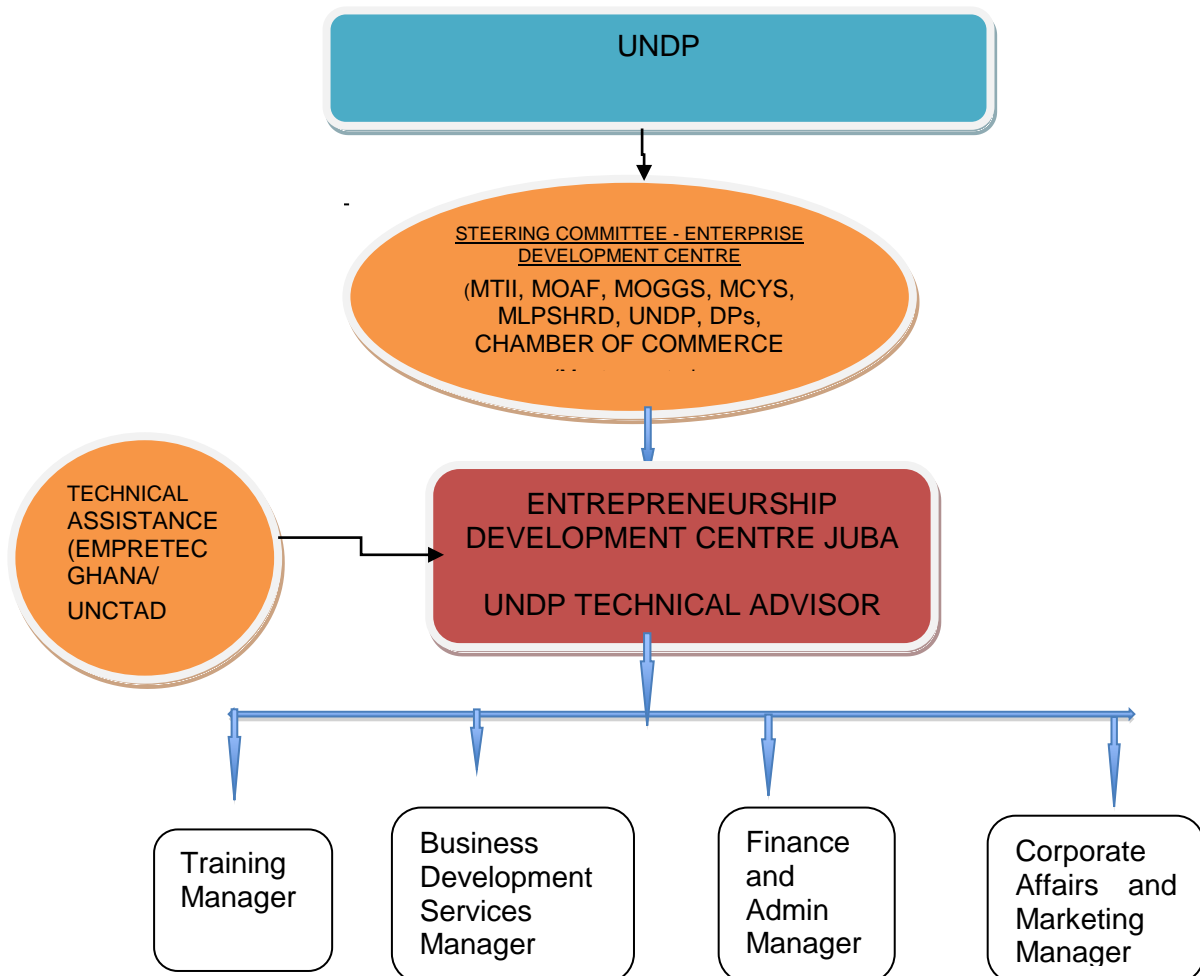 UNDP
-
STEERING COMMITTEE - ENTERPRISE
DEVELOPMENT CENTRE
(MTII, MOAF, MOGGS, MCYS,
MLPSHRD, UNDP, DPs,
CHAMBER OF COMMERCE
TECHNICAL
ASSISTANCE
(EMPRETEC
GHANA/
UNCTAD
ENTREPRENEURSHIP
DEVELOPMENT CENTRE JUBA
UNDP TECHNICAL ADVISOR
Training
Manager
Business
Development
Services
Manager
Finance
and
Admin
Manager
Corporate
Affairs and
Marketing
Manager